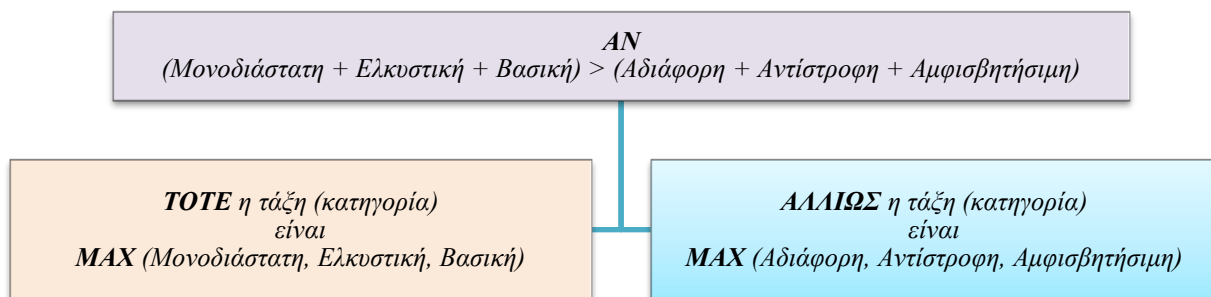 ΑΝ
(Μονοδιάστατη + Ελκυστική + Βασική) > (Αδιάφορη + Αντίστροφη + Αμφισβητήσιμη)
ΤΟΤΕ η τάξη (κατηγορία)
είναι
MAX (Μονοδιάστατη, Ελκυστική, Βασική)
ΑΛΛΙΩΣ η τάξη (κατηγορία)
είναι
MAX (Αδιάφορη, Αντίστροφη, Αμφισβητήσιμη)